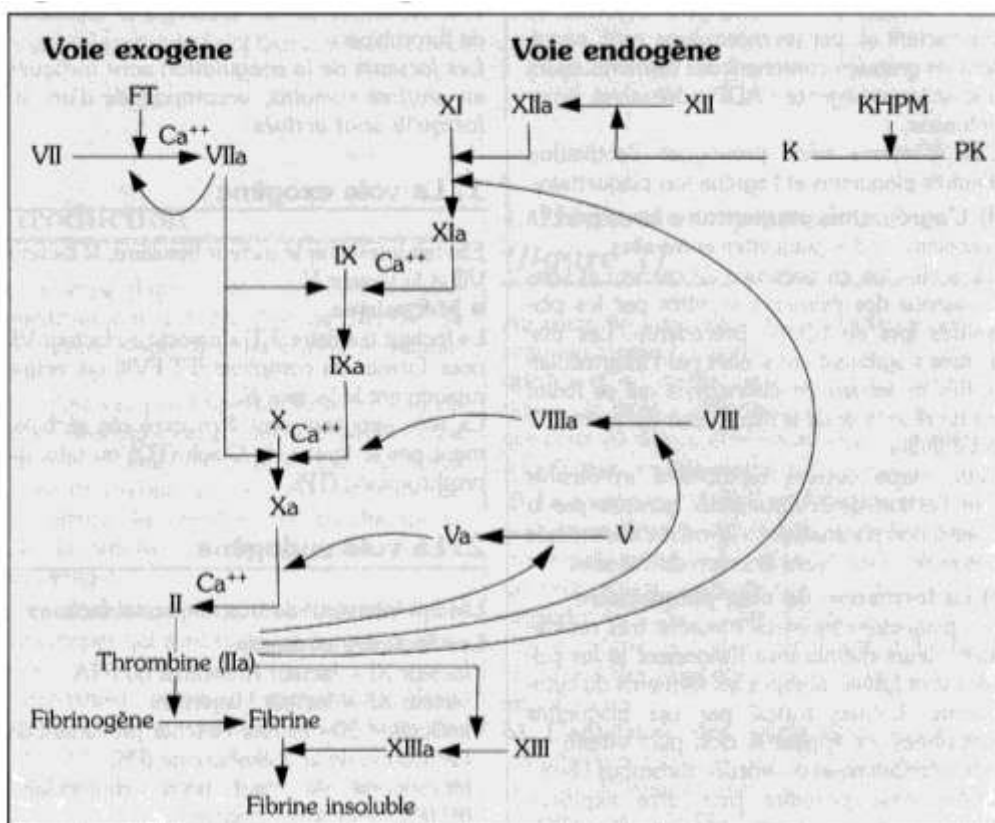 Voie exogène Voie endogène
FT XI XIIa XII KHPM
Ca++
VII VIIa K PK
XIa
IX Ca++
IXa
X VIIIa VIII
Ca++
Xa
Va V
Ca++
II
Thrombine (IIa)
Fibrinogène Fibrine
XIIIa XIII
Fibrine insoluble